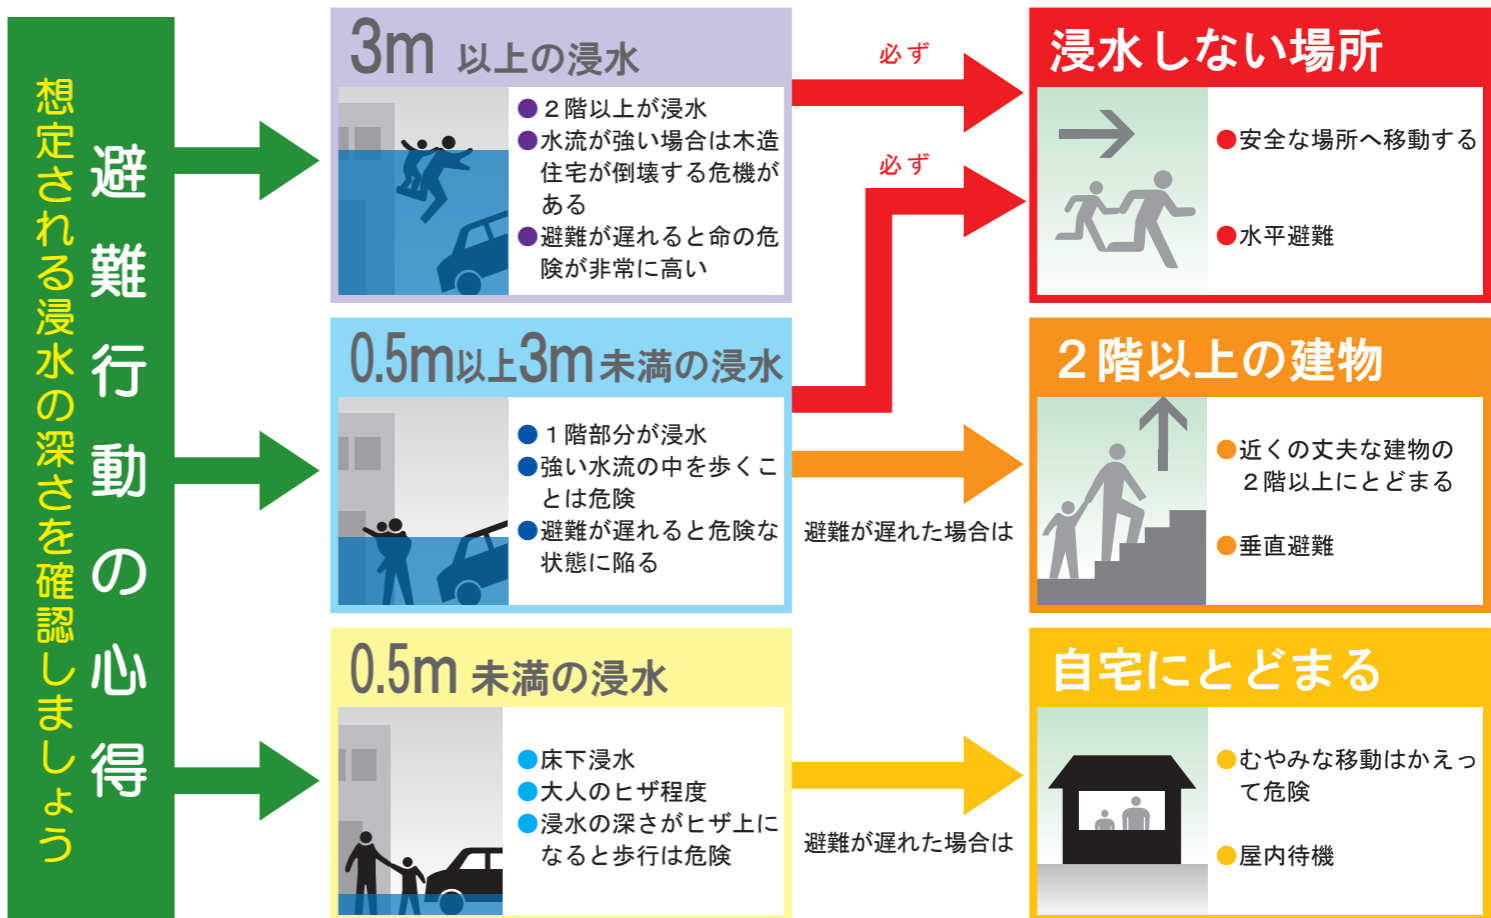 避難行動の心得
想定される浸水の深さを確認しましょう
3m 以上の浸水
●２階以上が浸水
●水流が強い場合は木造
住宅が倒壊する危機が
ある
●避難が遅れると命の危
険が非常に高い
必ず
必ず
浸水しない場所
●安全な場所へ移動する
●水平避難
0.5m以上3m未満の浸水
●１階部分が浸水
●強い水流の中を歩くこ
とは危険
●避難が遅れると危険な
状態に陥る
避難が遅れた場合は
２階以上の建物
●近くの丈夫な建物の
２階以上にとどまる
●垂直避難
0.5m 未満の浸水
●床下浸水
●大人のヒザ程度
●浸水の深さがヒザ上に
なると歩行は危険
避難が遅れた場合は
自宅にとどまる
●むやみな移動はかえっ
て危険
●屋内待機